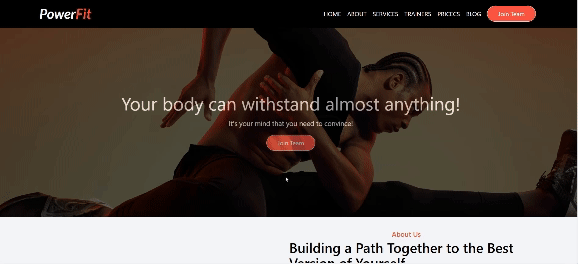 PowerFit
HOME ABOUT SERVICES TRAINERS PRICECS BLOG Join Team
Your body can withstand almost anything!
It's your mind that you need to convince!
Join Team
About Us
Building a Path Together to the Best
Version of Yourself